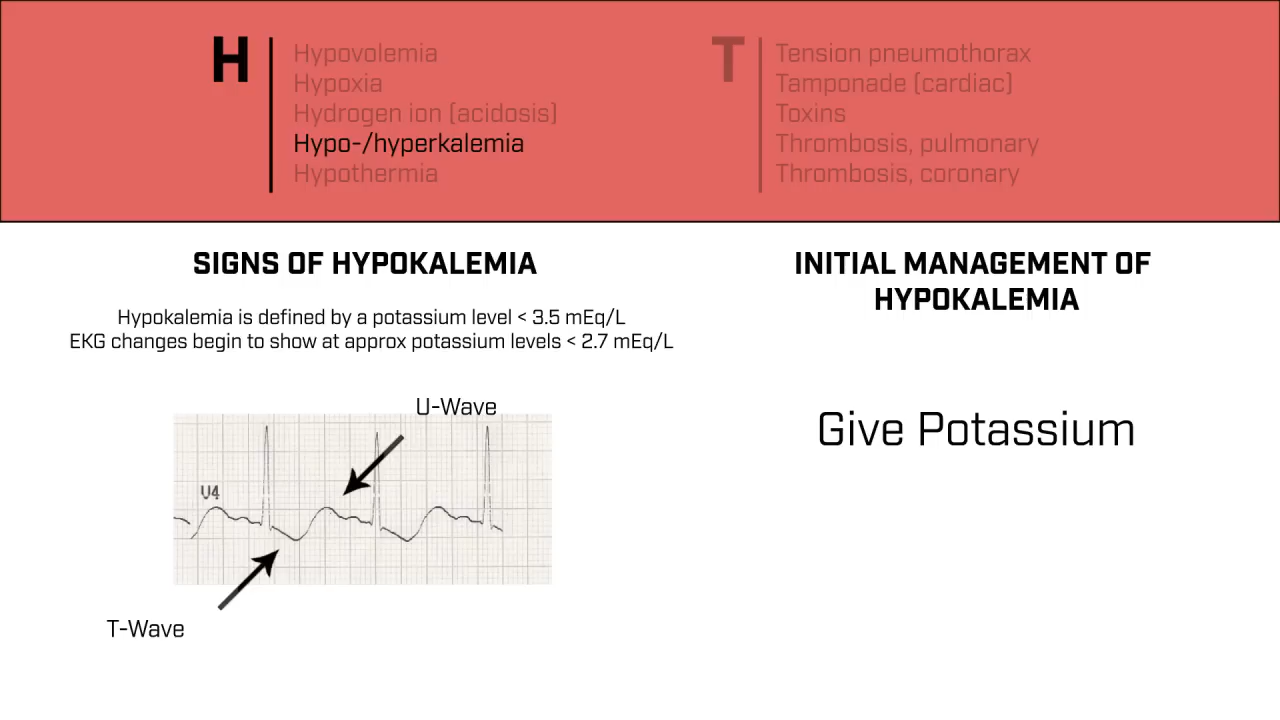 H
Hypovolemia
Hypoxia
Hydrogen ion (acidosis)
Hypo-/hyperkalemia
Hypothermia
T
Tension pneumothorax
Tamponade (cardiac)
Toxins
Thrombosis, pulmonary
Thrombosis, coronary
SIGNS OF HYPOKALEMIA
Hypokalemia is defined by a potassium level < 3.5 mEq/L
EKG changes begin to show at approx potassium levels < 2.7 mEq/L
U-Wave
V4
T-Wave
INITIAL MANAGEMENT OF
HYPOKALEMIA
Give Potassium